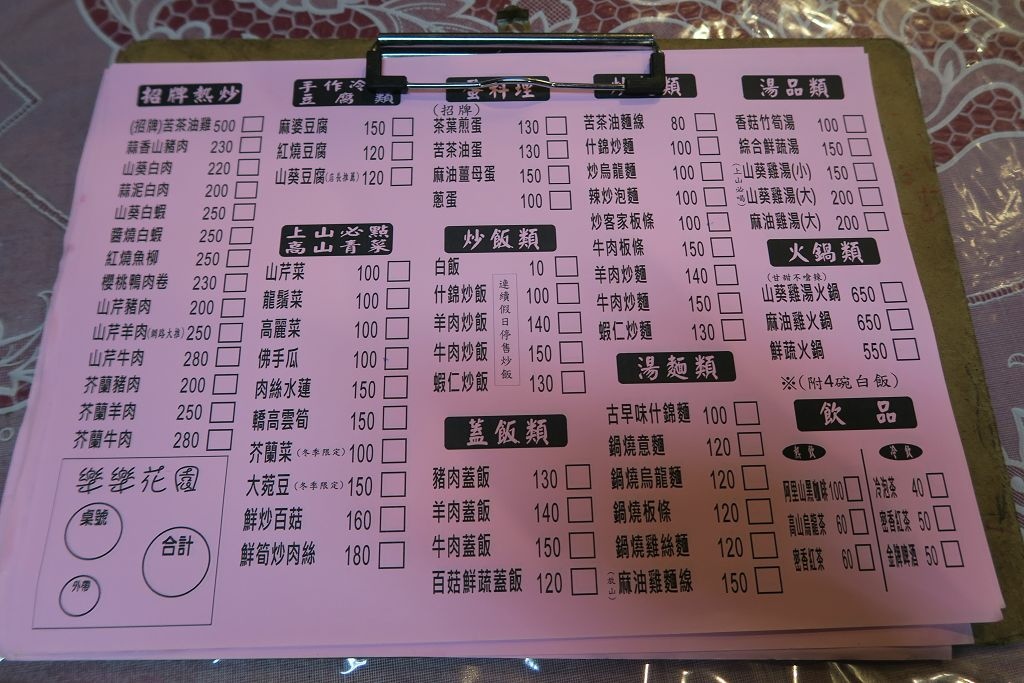 招牌熱炒
(招牌)苦茶油雞 500
蒜香山豬肉 230
山葵白肉 220
蒜泥白肉 200
山葵白蝦 250
醬燒白蝦 250
紅燒魚柳 250
櫻桃鴨肉卷 230
山芹豬肉 200
山芹羊肉(網路大推) 250
山芹牛肉 280
芥蘭豬肉 200
芥蘭羊肉 250
芥蘭牛肉 280
樂樂花園
桌號
合計
外帶
手作冷
豆腐類
麻婆豆腐 150
紅燒豆腐 120
山葵豆腐(店長推薦) 120
上山必點
高山青菜
山芹菜 100
龍鬚菜 100
高麗菜 100
佛手瓜 100
肉絲水蓮 150
轎高雲筍 150
芥蘭菜(冬季限定) 100
大菀豆(冬季限定) 150
鮮炒百菇 160
鮮筍炒肉絲 180
蛋料理
(招牌)
茶葉煎蛋 130
苦茶油蛋 130
麻油薑母蛋 150
蔥蛋 100
炒飯類
白飯 10
什錦炒飯 100
羊肉炒飯 140
牛肉炒飯 150
蝦仁炒飯 130
連續假日停售炒飯
蓋飯類
豬肉蓋飯 130
羊肉蓋飯 140
牛肉蓋飯 150
百菇鮮蔬蓋飯 120
類
苦茶油麵線 80
什錦炒麵 100
炒烏龍麵 100
辣炒泡麵 100
炒客家板條 100
牛肉板條 150
羊肉炒麵 140
牛肉炒麵 150
蝦仁炒麵 130
湯麵類
古早味什錦麵 100
鍋燒意麵 120
鍋燒烏龍麵 120
鍋燒板條 120
鍋燒雞絲麵 120
麻油雞麵線 150
湯品類
香菇竹筍湯 100
綜合鮮蔬湯 150
(上山必喝)
山葵雞湯(小) 150
山葵雞湯(大) 200
麻油雞湯(大) 200
火鍋類
(甘甜不嗆辣)
山葵雞湯火鍋 650
麻油雞火鍋 650
鮮蔬火鍋 550
※(附4碗白飯)
飲品
熱飲
阿里山黑咖啡 100
高山烏龍茶 60
密香紅茶 60
冷飲
冷泡茶 40
密香紅茶 50
金牌啤酒 50